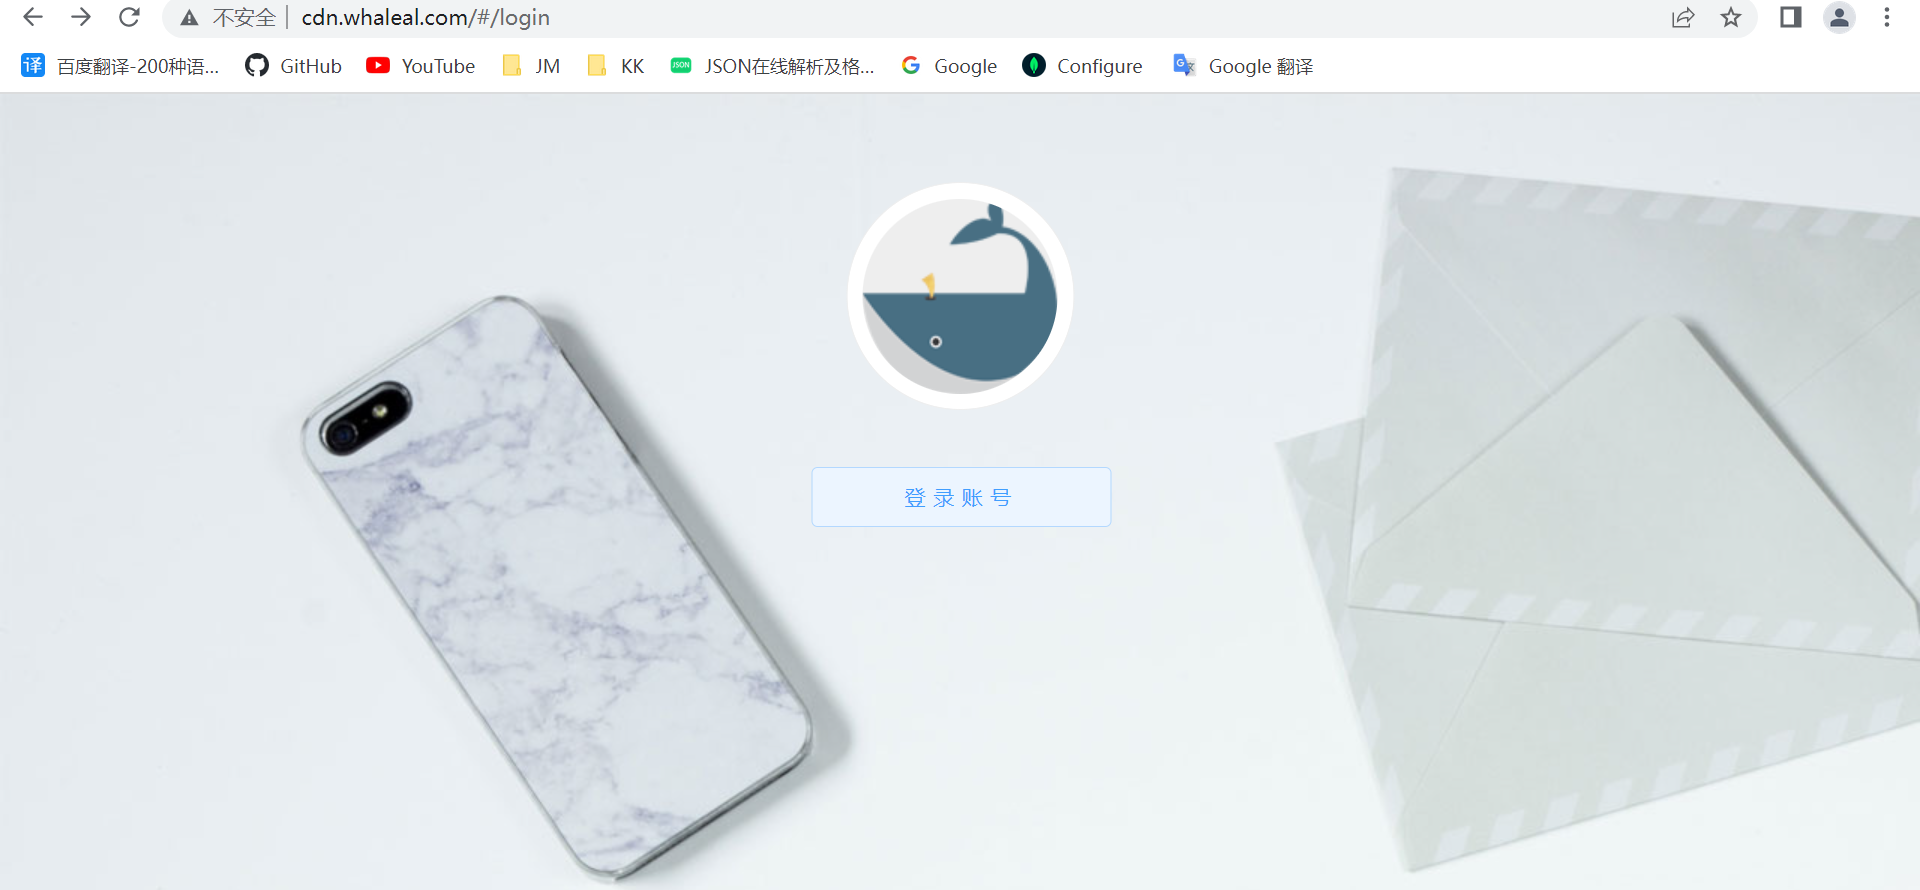 不安全 cdn.whaleal.com/#/login
百度翻译-200种语... GitHub YouTube JM KK JSON在线解析及格... Google Configure Google 翻译
登录账号